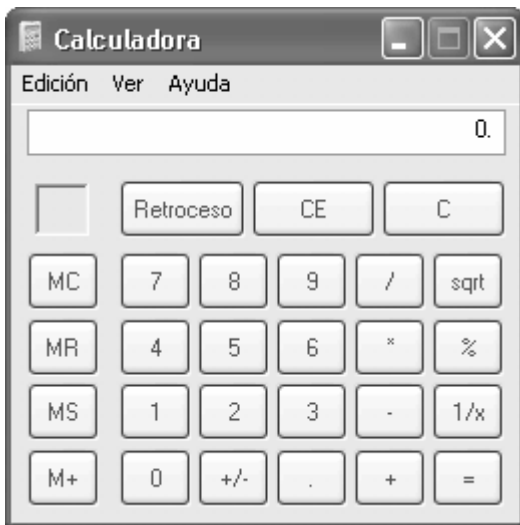 Calculadora
Edición Ver Ayuda
0.
Retroceso CE C
MC 7 8 9 / sqrt
MR 4 5 6 * %
MS 1 2 3 - 1/x
M+ 0 +/- . + =